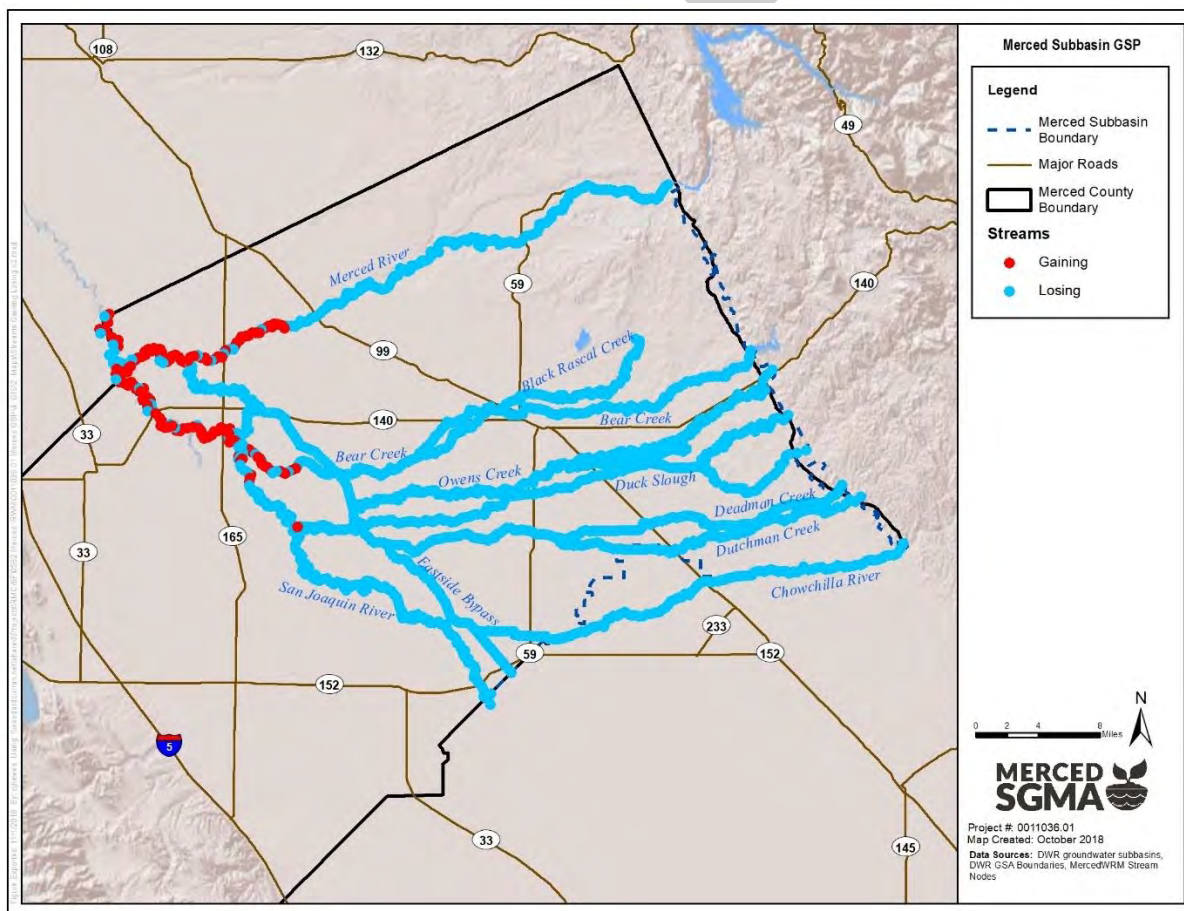 Merced Subbasin GSP
Legend
Merced Subbasin
Boundary
Major Roads
Merced County
Boundary
Streams
Gaining
Losing
108
132
49
Merced River
59
140
99
Black Rascal Creek
33
140
Bear Creek
Bear Creek
Owens Creek
Duck Slough
Deadman Creek
165
33
Dutchman Creek
Eastside Bypass
Chowchilla River
San Joaquin River
233
59
152
152
5
33
145
N
0 2 4 8
Miles
MERCED
SGMA
Project #: 0011036.01
Map Created: October 2018
Data Sources: DWR groundwater subbasins,
DWR GSA Boundaries, MercedWRM Stream
Nodes